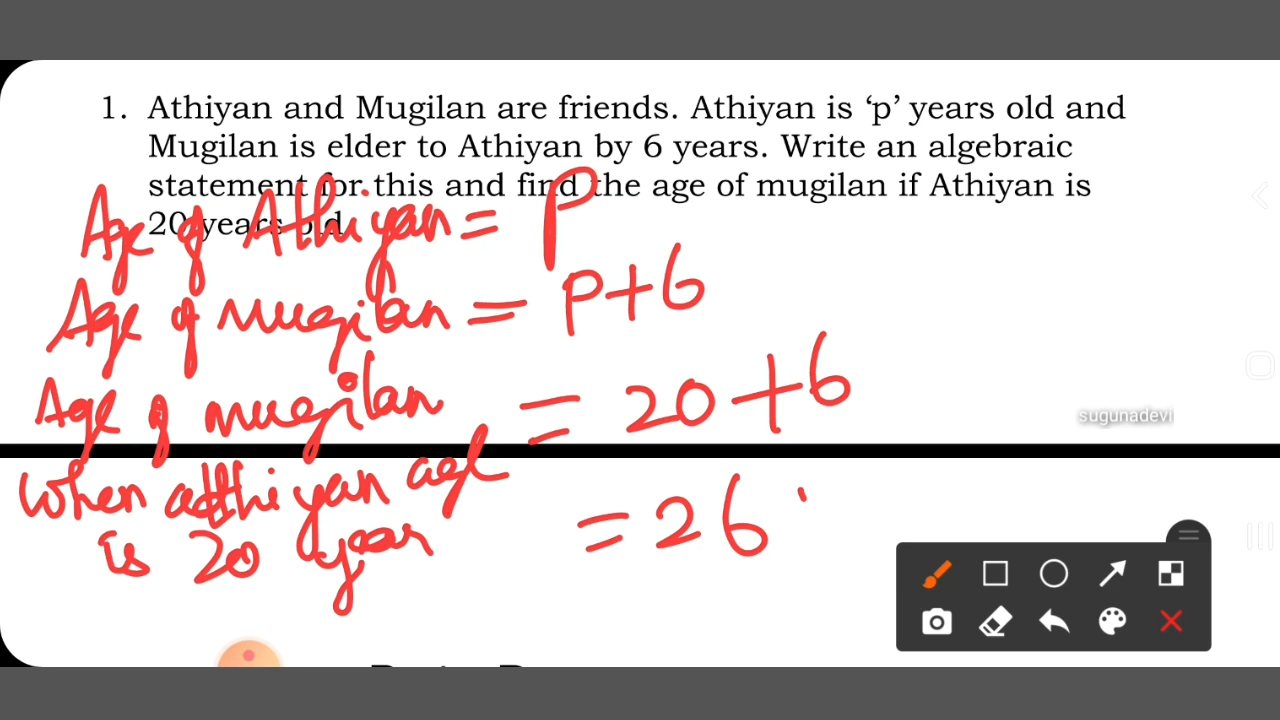 1. Athiyan and Mugilan are friends. Athiyan is ‘p’ years old and
Mugilan is elder to Athiyan by 6 years. Write an algebraic
statement for this and find the age of mugilan if Athiyan is
20 years old.
Age of Athiyan = P
Age of mugilan = P+6
Age of mugilan = 20+6
when atthiyan age
is 20 year = 26
sugunadevi